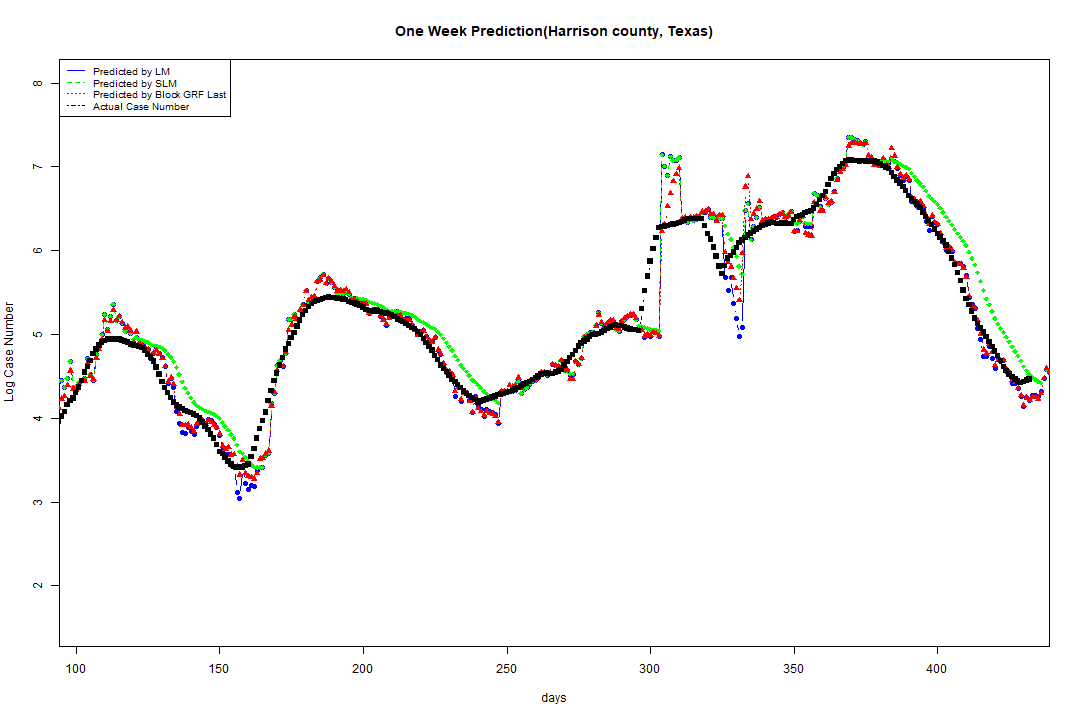 One Week Prediction(Harrison county, Texas)
Predicted by LM
Predicted by SLM
Predicted by Block GRF Last
Actual Case Number
8
7
6
5
4
3
2
Log Case Number
100 150 200 250 300 350 400
days